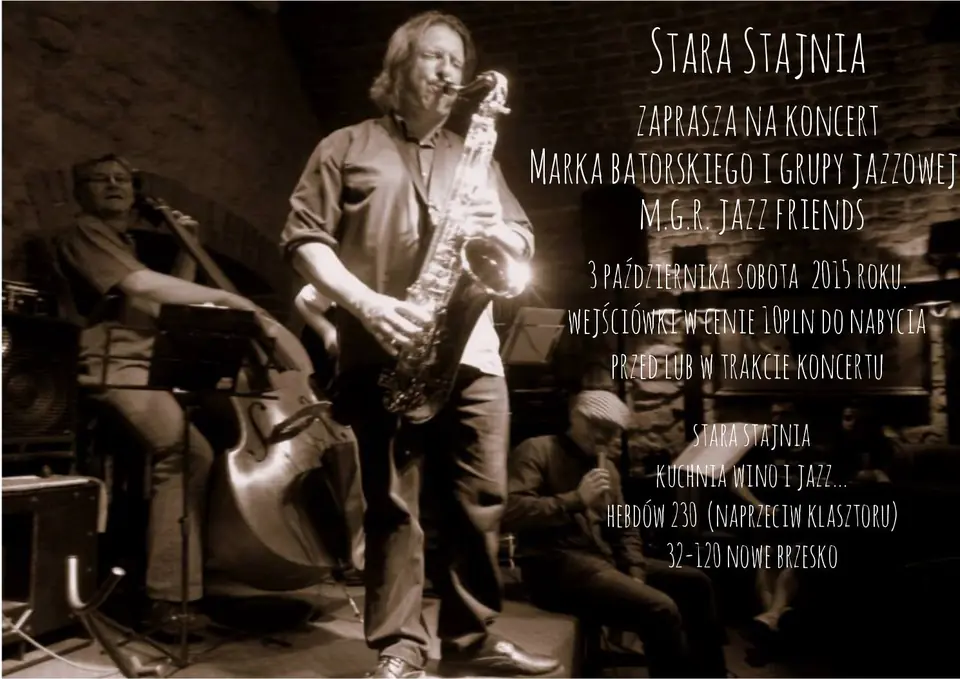 Stara Stajnia
zaprasza na koncert
Marka Batorskiego i grupy jazzowej
M.G.R. Jazz Friends
3 października sobota 2015 roku.
wejściówki w cenie 10pln do nabycia
przed lub w trakcie koncertu
Stara Stajnia
kuchnia wino i jazz...
Hebdów 230 (naprzeciw klasztoru)
32-120 Nowe Brzesko